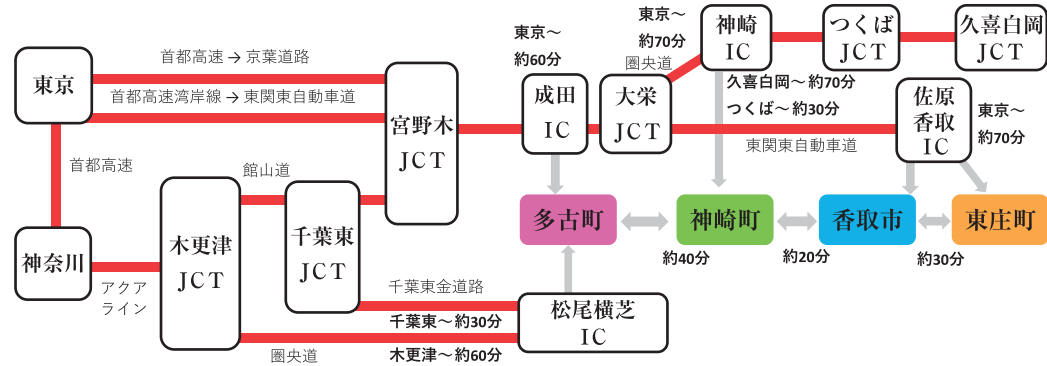 東京
首都高速→京葉道路
首都高速湾岸線→東関東自動車道
首都高速
神奈川
アクア
ライン
木更津
JCT
館山道
千葉東
JCT
宮野木
JCT
千葉東金道路
千葉東～約30分
圏央道
木更津～約60分
東京～
約60分
成田
IC
大栄
JCT
圏央道
東京～
約70分
神崎
IC
つくば
JCT
久喜白岡
JCT
久喜白岡～約70分
つくば～約30分
東関東自動車道
佐原
香取
IC
東京～
約70分
多古町
神崎町
香取市
東庄町
約40分
約20分
約30分
松尾横芝
IC